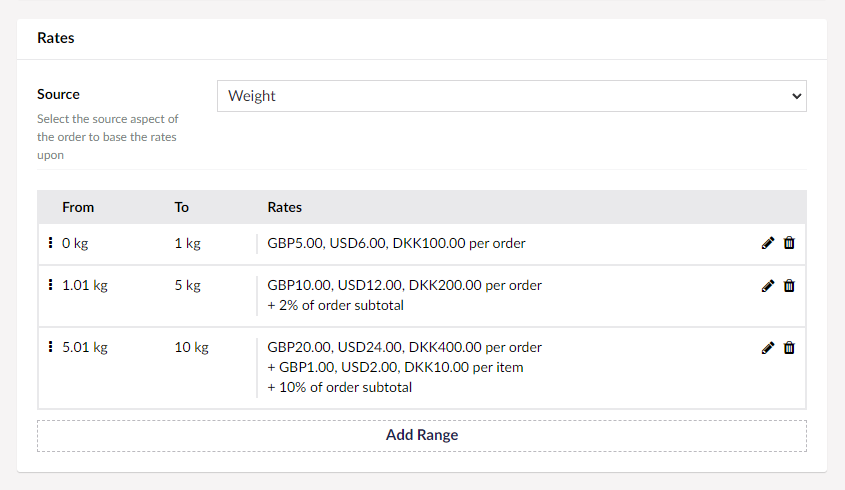 Rates
Source
Weight
Select the source aspect of
the order to base the rates
upon
From To Rates
0 kg 1 kg GBP5.00, USD6.00, DKK100.00 per order
1.01 kg 5 kg GBP10.00, USD12.00, DKK200.00 per order
+ 2% of order subtotal
5.01 kg 10 kg GBP20.00, USD24.00, DKK400.00 per order
+ GBP1.00, USD2.00, DKK10.00 per item
+ 10% of order subtotal
Add Range